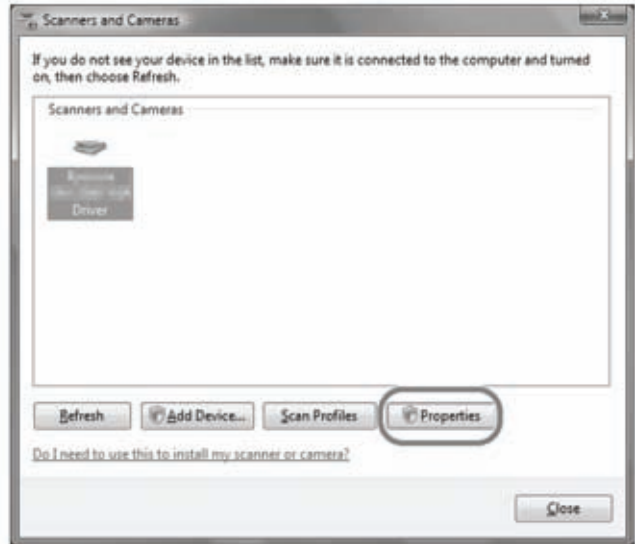 Scanners and Cameras
If you do not see your device in the list, make sure it is connected to the computer and turned
on, then choose Refresh.
Scanners and Cameras
Driver
Refresh
Add Device...
Scan Profiles
Properties
Do I need to use this to install my scanner or camera?
Close